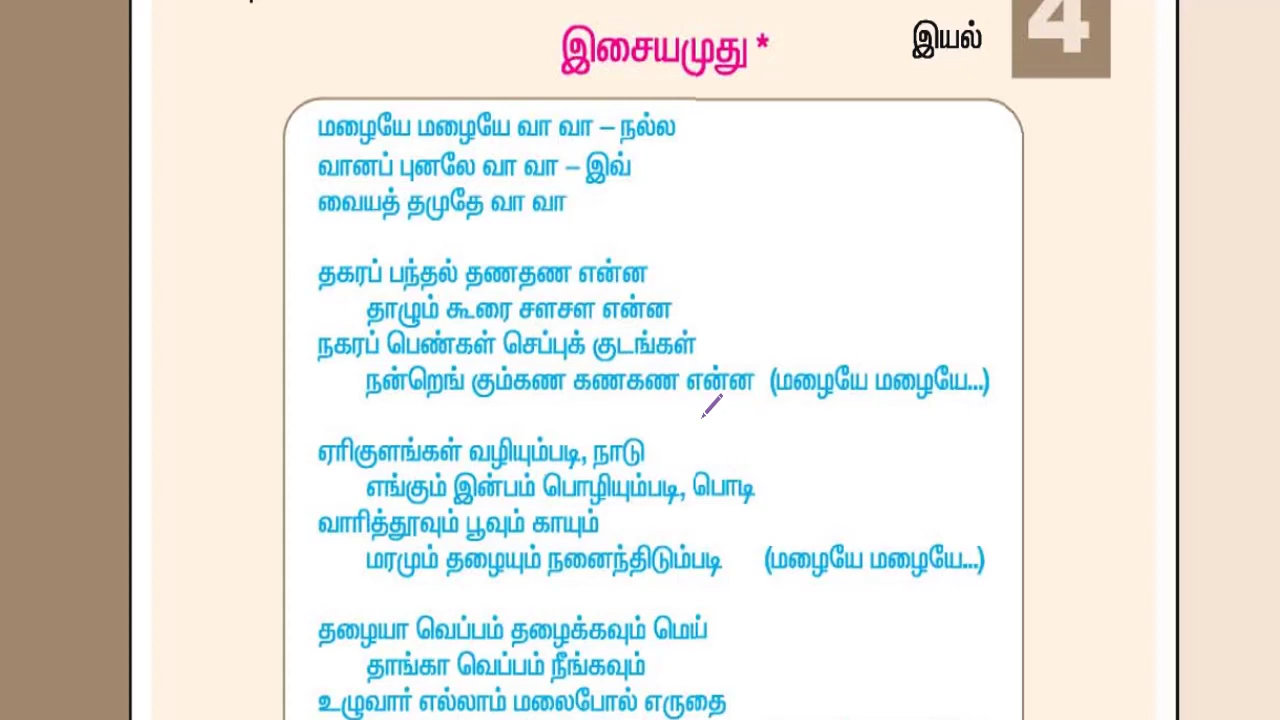 இசையமுது *
இயல் 4
மழையே மழையே வா வா – நல்ல
வானப் புனலே வா வா – இவ்
வையத் தமுதே வா வா
தகரப் பந்தல் தணதண என்ன
தாழும் கூரை சளசள என்ன
நகரப் பெண்கள் செப்புக் குடங்கள்
நன்றெங் கும்கண கணகண என்ன (மழையே மழையே...)
ஏரிகுளங்கள் வழியும்படி, நாடு
எங்கும் இன்பம் பொழியும்படி, பொடி
வாரித்தூவும் பூவும் காயும்
மரமும் தழையும் நனைந்திடும்படி (மழையே மழையே...)
தழையா வெப்பம் தழைக்கவும் மெய்
தாங்கா வெப்பம் நீங்கவும்
உழுவார் எல்லாம் மலைபோல் எருதை